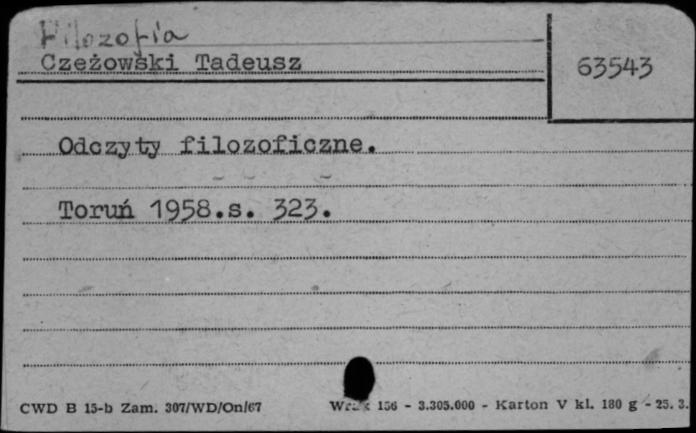 Filozofia
Czeżowski Tadeusz
63543
Odczyty filozoficzne.
Toruń 1958.s. 323.
CWD B 15-b Zam. 307/WD/On/67
156 - 3.305.000 - Karton V kl. 180 g - 25. 3.